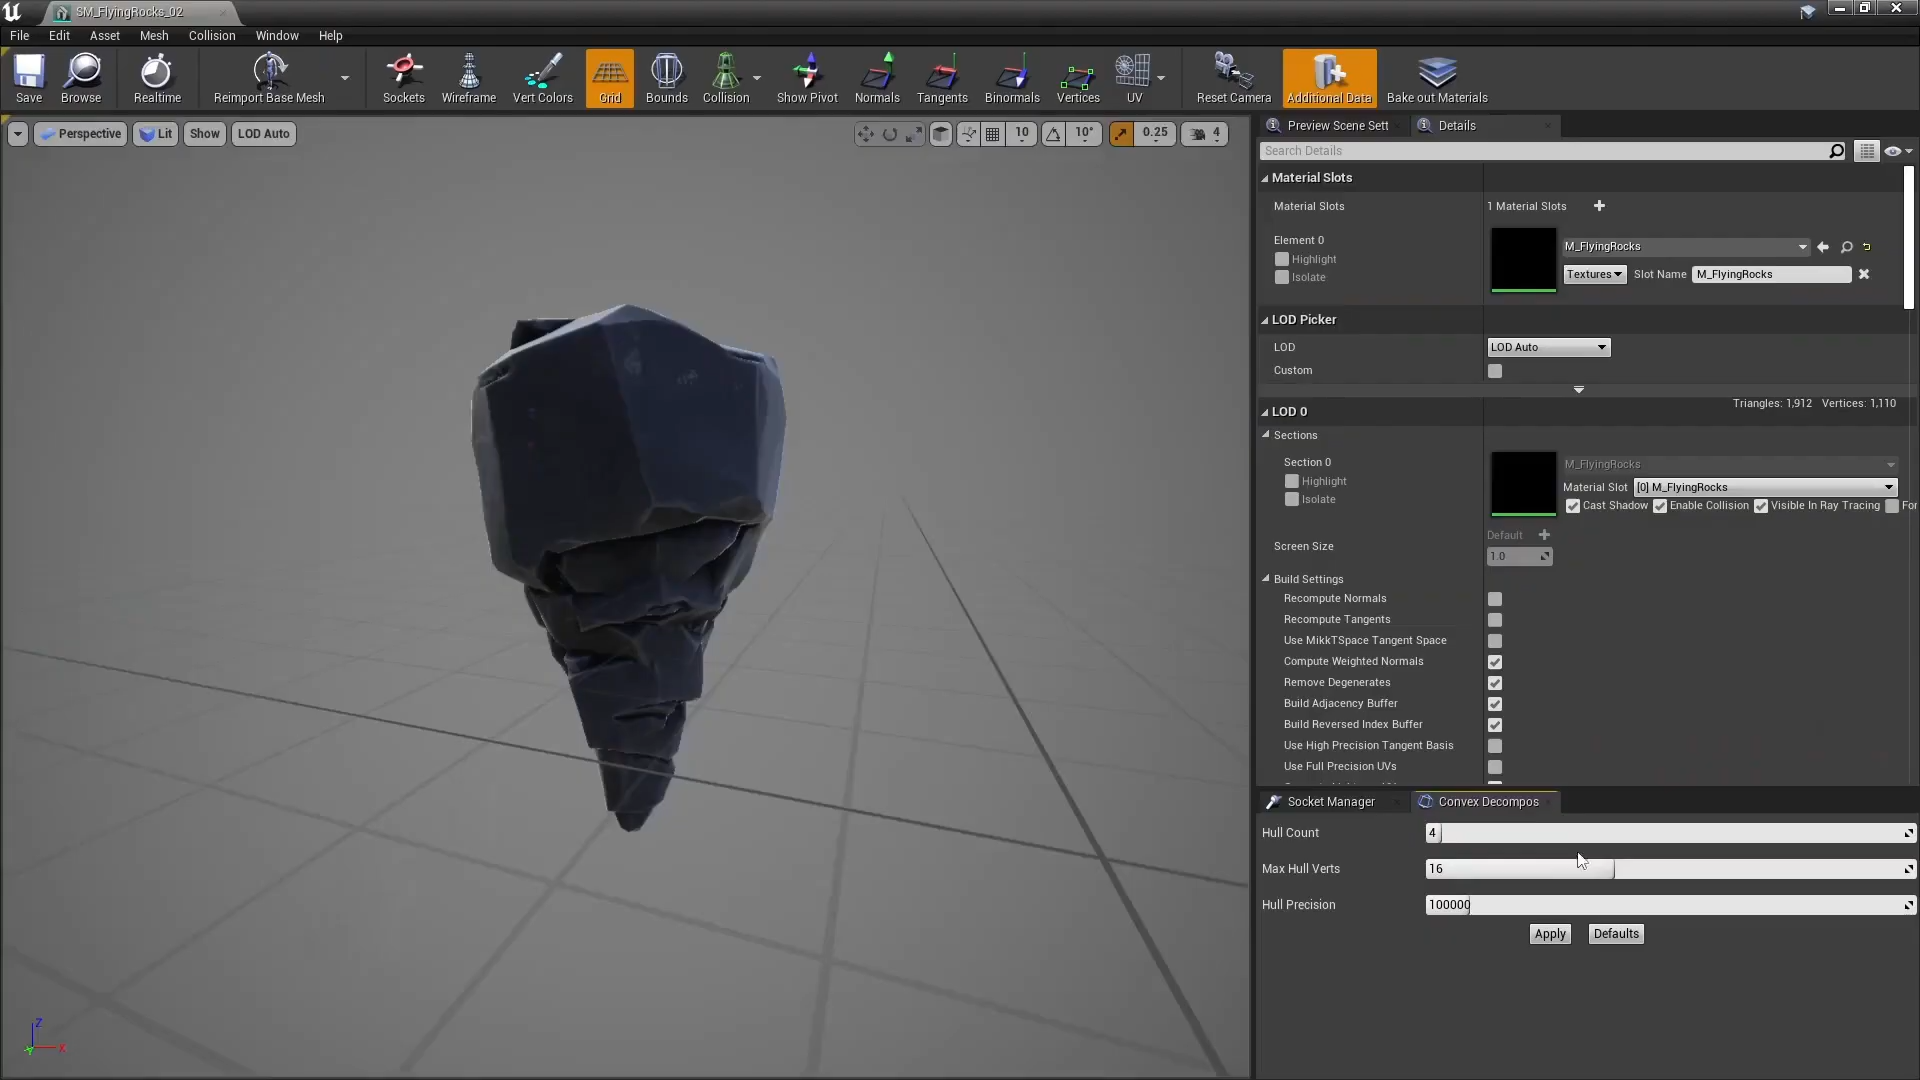 SM_FlyingRocks_02
File Edit Asset Mesh Collision Window Help
Save Browse Realtime Reimport Base Mesh Sockets Wireframe Vert Colors Grid Bounds Collision Show Pivot Normals Tangents Binormals Vertices UV Reset Camera Additional Data Bake out Materials
Perspective Lit Show LOD Auto 10 10° 0.25 4
Preview Scene Sett Details
Search Details
Material Slots
Material Slots 1 Material Slots
Element 0
M_FlyingRocks
Highlight
Isolate
Textures Slot Name M_FlyingRocks
LOD Picker
LOD LOD Auto
Custom
Triangles: 1,912 Vertices: 1,110
LOD 0
Sections
Section 0
M_FlyingRocks
Highlight
Material Slot [0] M_FlyingRocks
Isolate
Cast Shadow Enable Collision Visible In Ray Tracing For
Default
Screen Size
1.0
Build Settings
Recompute Normals
Recompute Tangents
Use MikkTSpace Tangent Space
Compute Weighted Normals
Remove Degenerates
Build Adjacency Buffer
Build Reversed Index Buffer
Use High Precision Tangent Basis
Use Full Precision UVs
Socket Manager Convex Decompos
Hull Count 4
Max Hull Verts 16
Hull Precision 100000
Apply Defaults
Z
X